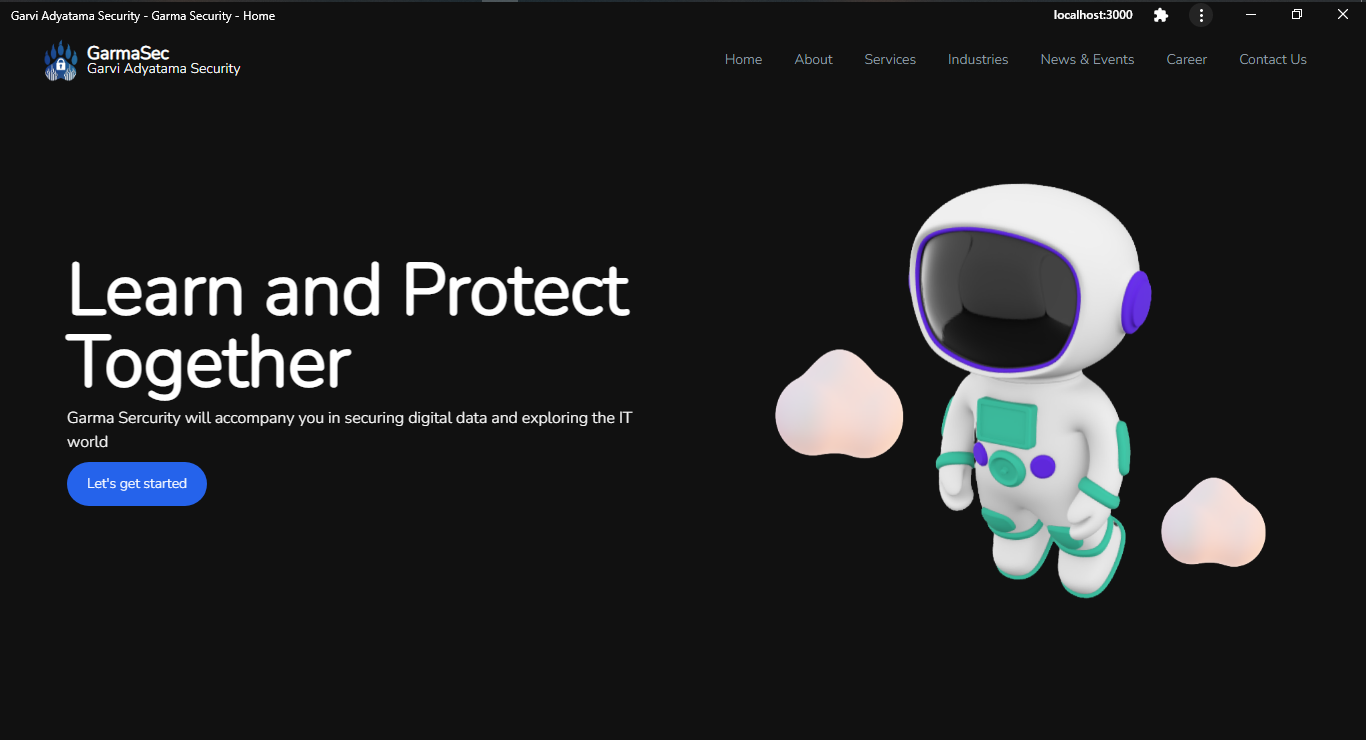 Garvi Adyatama Security - Garma Security - Home
localhost:3000
GarmaSec
Garvi Adyatama Security
Home About Services Industries News & Events Career Contact Us
Learn and Protect
Together
Garma Sercurity will accompany you in securing digital data and exploring the IT
world
Let's get started